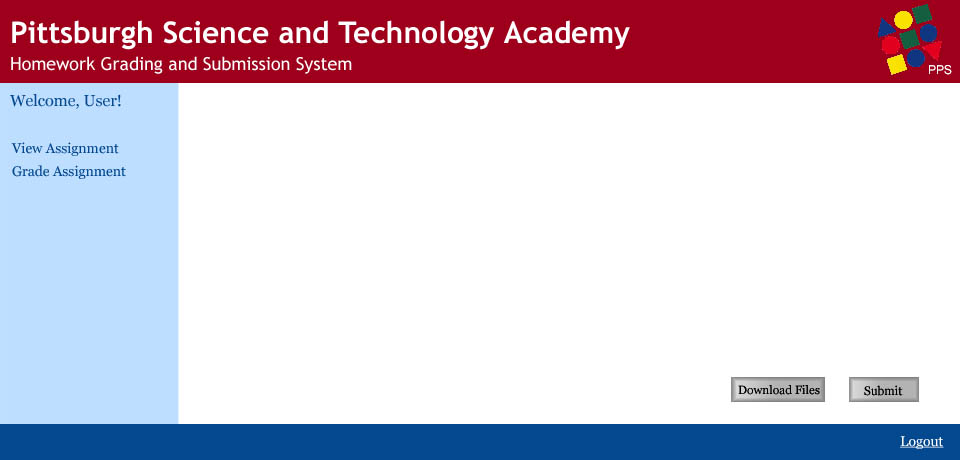 Pittsburgh Science and Technology Academy
Homework Grading and Submission System
PPS
Welcome, User!
View Assignment
Grade Assignment
Download Files
Submit
Logout